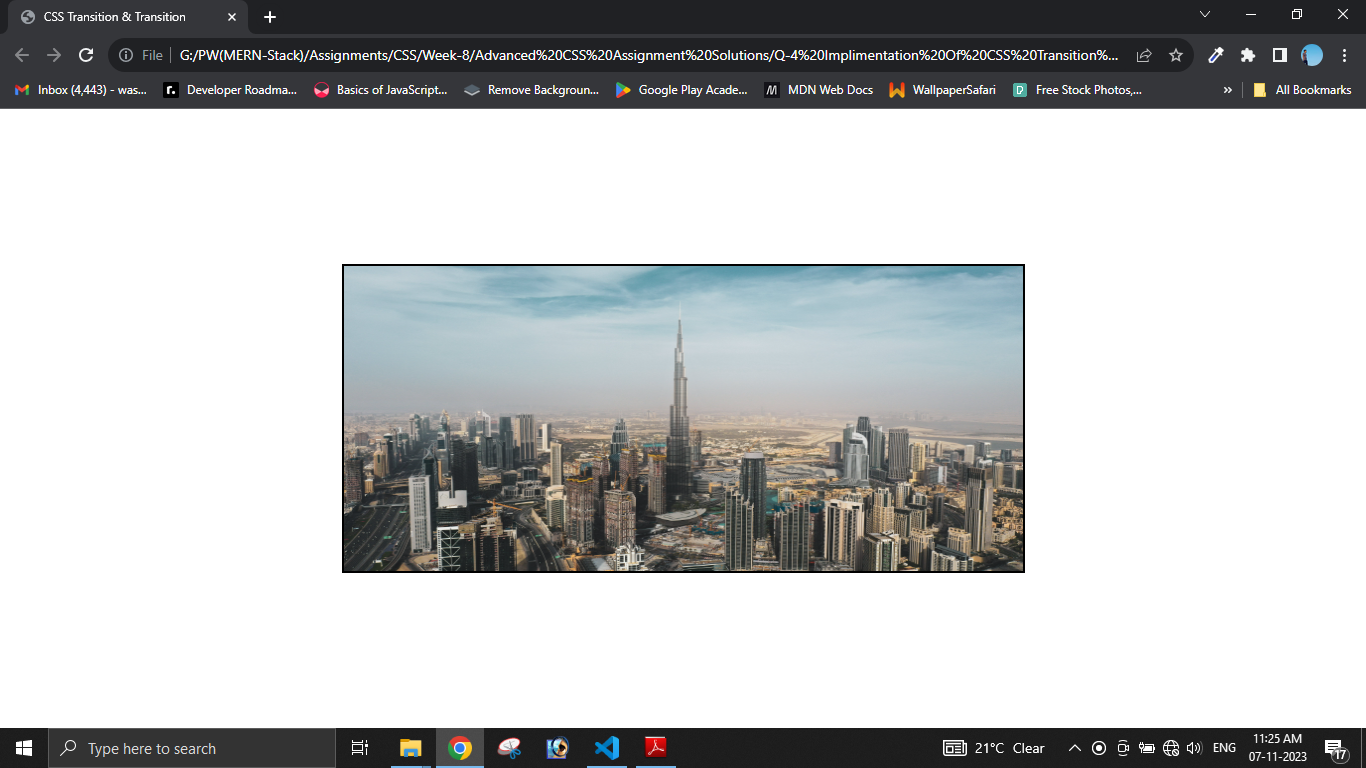 CSS Transition & Transition
File
G:/PW(MERN-Stack)/Assignments/CSS/Week-8/Advanced%20CSS%20Assignment%20Solutions/Q-4%20Implimentation%20Of%20CSS%20Transition%...
Inbox (4,443) - was...
r.
Developer Roadma...
Basics of JavaScript...
Remove Backgroun...
Google Play Acade...
M
MDN Web Docs
WallpaperSafari
Free Stock Photos,...
»
All Bookmarks
Type here to search
21°C Clear
ENG
11:25 AM
07-11-2023
17